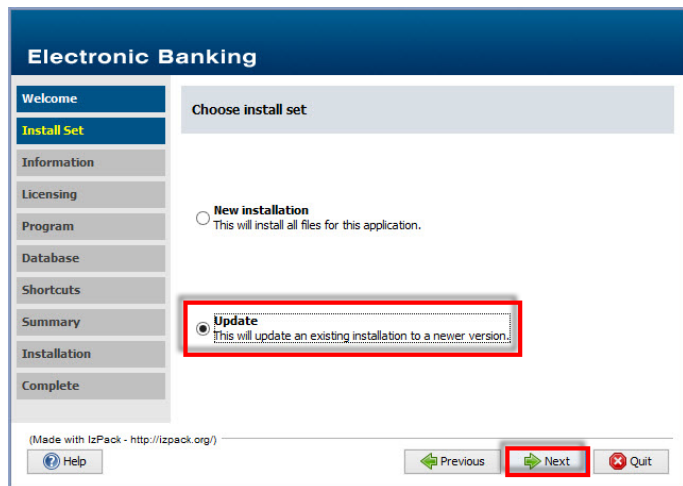 Electronic Banking
Welcome
Install Set
Information
Licensing
Program
Database
Shortcuts
Summary
Installation
Complete
Choose install set
New installation
This will install all files for this application.
Update
This will update an existing installation to a newer version.
(Made with IzPack - http://izpack.org/)
Help
Previous
Next
Quit